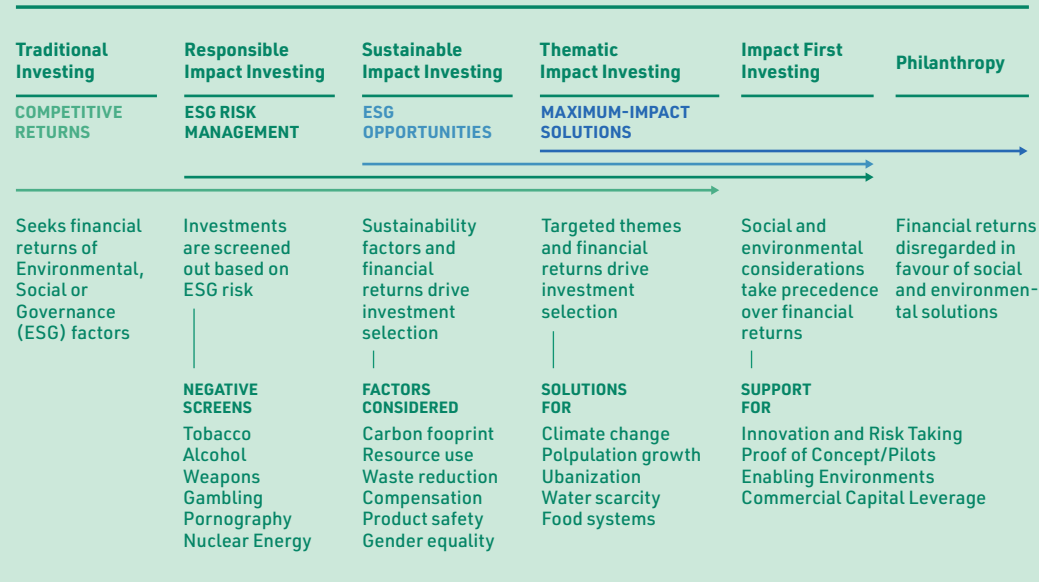 Traditional
Investing
Responsible
Impact Investing
Sustainable
Impact Investing
Thematic
Impact Investing
Impact First
Investing
Philanthropy
COMPETITIVE
RETURNS
ESG RISK
MANAGEMENT
ESG
OPPORTUNITIES
MAXIMUM-IMPACT
SOLUTIONS
Seeks financial
returns of
Environmental,
Social or
Governance
(ESG) factors
Investments
are screened
out based on
ESG risk
Sustainability
factors and
financial
returns drive
investment
selection
Targeted themes
and financial
returns drive
investment
selection
Social and
environmental
considerations
take precedence
over financial
returns
Financial returns
disregarded in
favour of social
and environmen-
tal solutions
NEGATIVE
SCREENS
Tobacco
Alcohol
Weapons
Gambling
Pornography
Nuclear Energy
FACTORS
CONSIDERED
Carbon fooprint
Resource use
Waste reduction
Compensation
Product safety
Gender equality
SOLUTIONS
FOR
Climate change
Polpulation growth
Ubanization
Water scarcity
Food systems
SUPPORT
FOR
Innovation and Risk Taking
Proof of Concept/Pilots
Enabling Environments
Commercial Capital Leverage